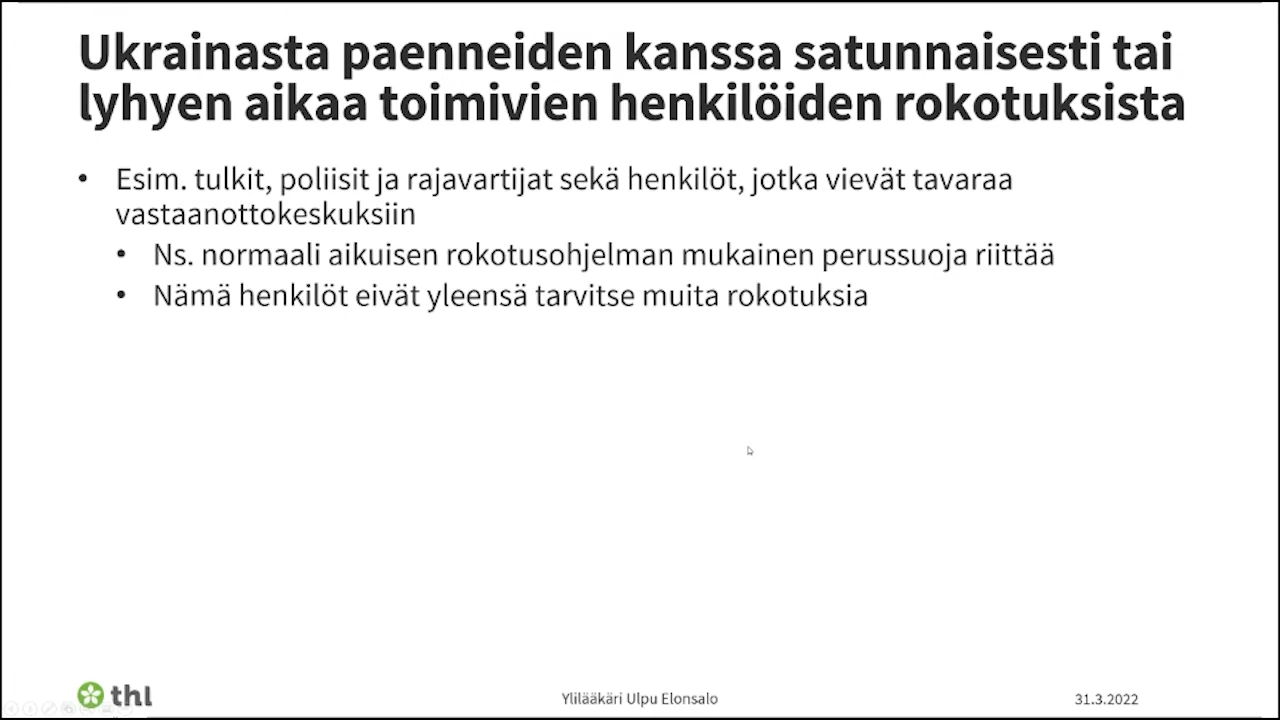 Ukrainasta paenneiden kanssa satunnaisesti tai
lyhyen aikaa toimivien henkilöiden rokotuksista
• Esim. tulkit, poliisit ja rajavartijat sekä henkilöt, jotka vievät tavaraa
vastaanottokeskuksiin
• Ns. normaali aikuisen rokotusohjelman mukainen perussuoja riittää
• Nämä henkilöt eivät yleensä tarvitse muita rokotuksia
thl
Ylilääkäri Ulpu Elonsalo
31.3.2022